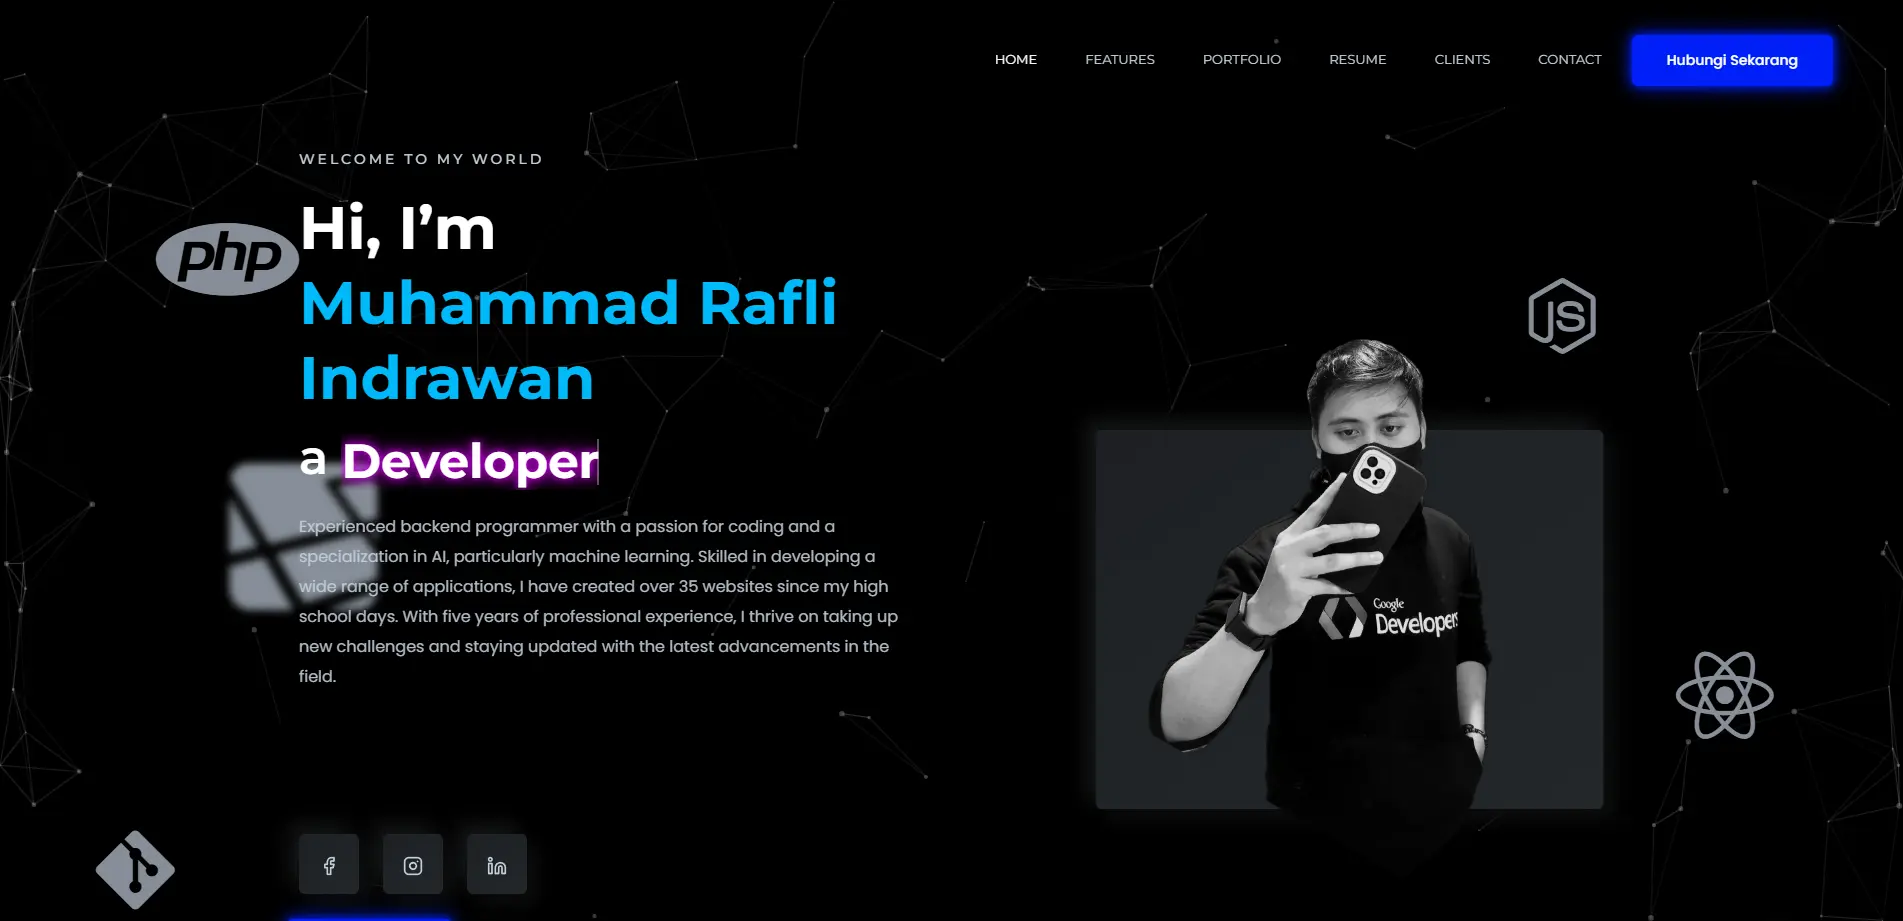 HOME FEATURES PORTFOLIO RESUME CLIENTS CONTACT Hubungi Sekarang
WELCOME TO MY WORLD
Hi, I’m
php
Muhammad Rafli
Indrawan
a Developer
Experienced backend programmer with a passion for coding and a
specialization in AI, particularly machine learning. Skilled in developing a
wide range of applications, I have created over 35 websites since my high
school days. With five years of professional experience, I thrive on taking up
new challenges and staying updated with the latest advancements in the
field.
JS
Google
Developers